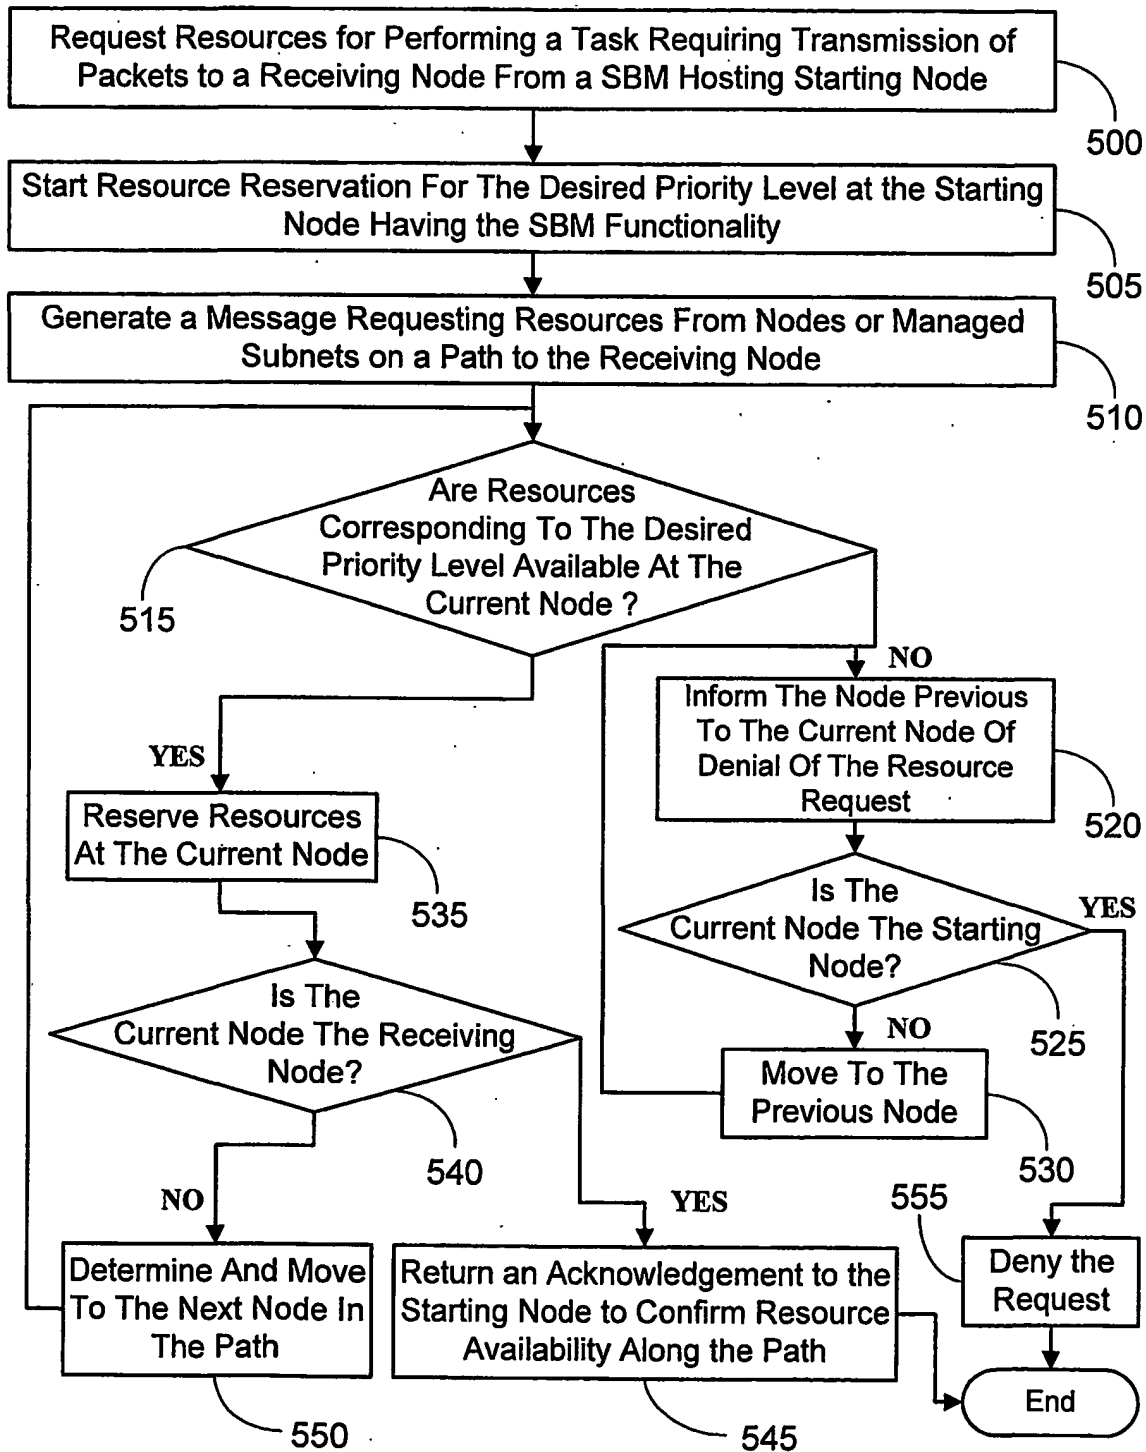 Request Resources for Performing a Task Requiring Transmission of
Packets to a Receiving Node From a SBM Hosting Starting Node
500
Start Resource Reservation For The Desired Priority Level at the Starting
Node Having the SBM Functionality
505
Generate a Message Requesting Resources From Nodes or Managed
Subnets on a Path to the Receiving Node
510
Are Resources
Corresponding To The Desired
Priority Level Available At The
Current Node ?
515
NO
Inform The Node Previous
To The Current Node Of
Denial Of The Resource
Request
520
YES
Reserve Resources
At The Current Node
535
Is The
Current Node The Starting
Node?
YES
525
NO
Is The
Current Node The Receiving
Node?
540
Move To The
Previous Node
530
NO
YES
555
Determine And Move
To The Next Node In
The Path
550
Return an Acknowledgement to the
Starting Node to Confirm Resource
Availability Along the Path
545
Deny the
Request
End